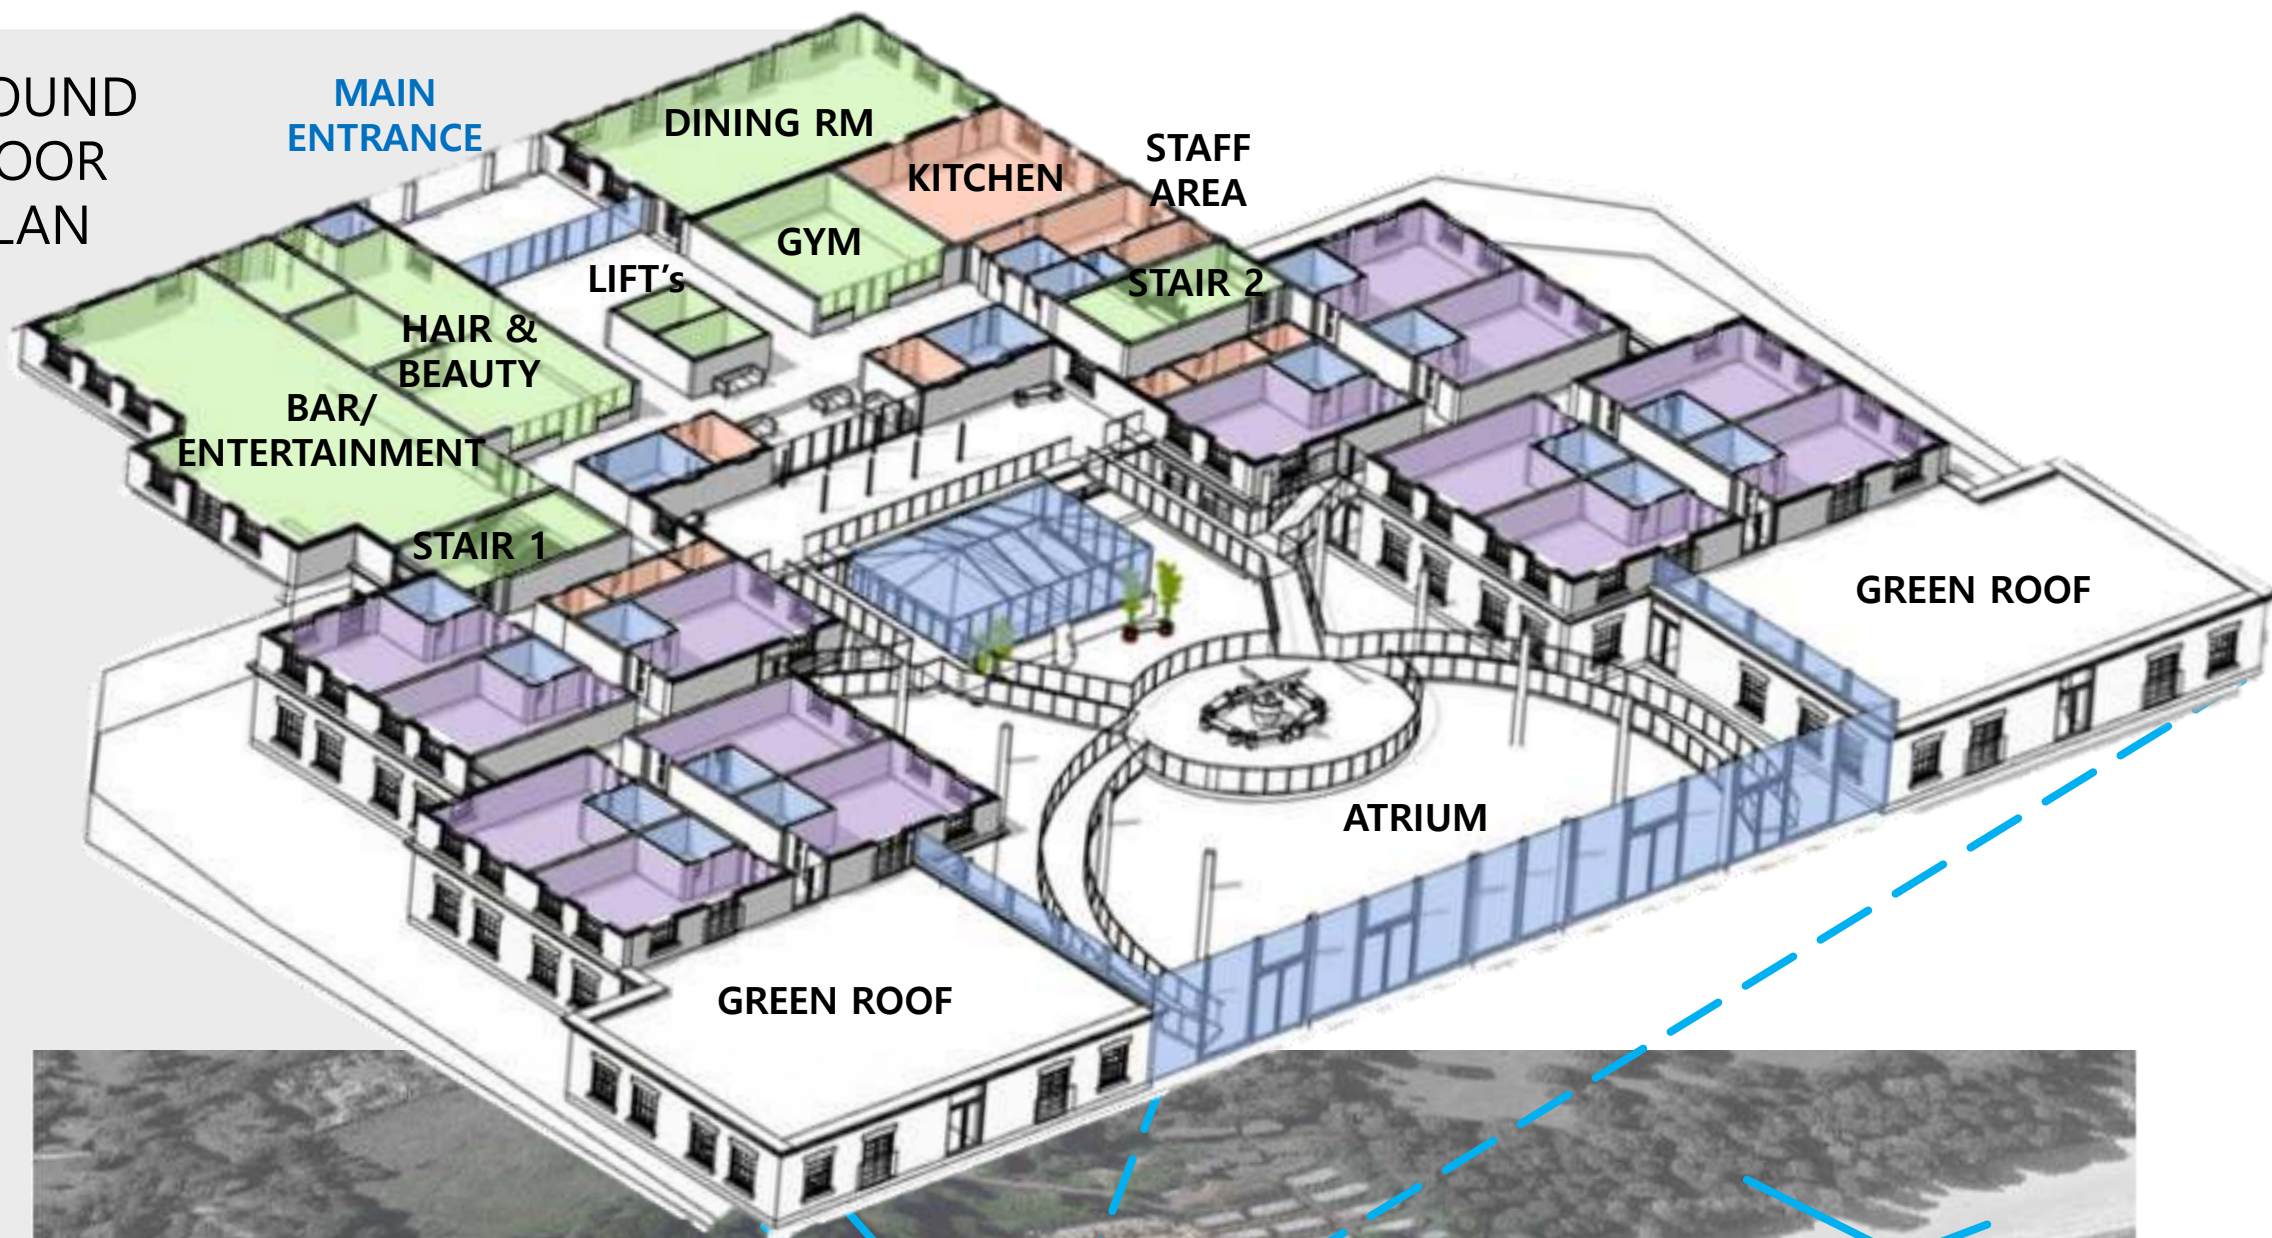 OUND
OOR
LAN
MAIN
ENTRANCE
DINING RM
KITCHEN
STAFF
AREA
GYM
LIFT's
STAIR 2
HAIR &
BEAUTY
BAR/
ENTERTAINMENT
STAIR 1
GREEN ROOF
ATRIUM
GREEN ROOF